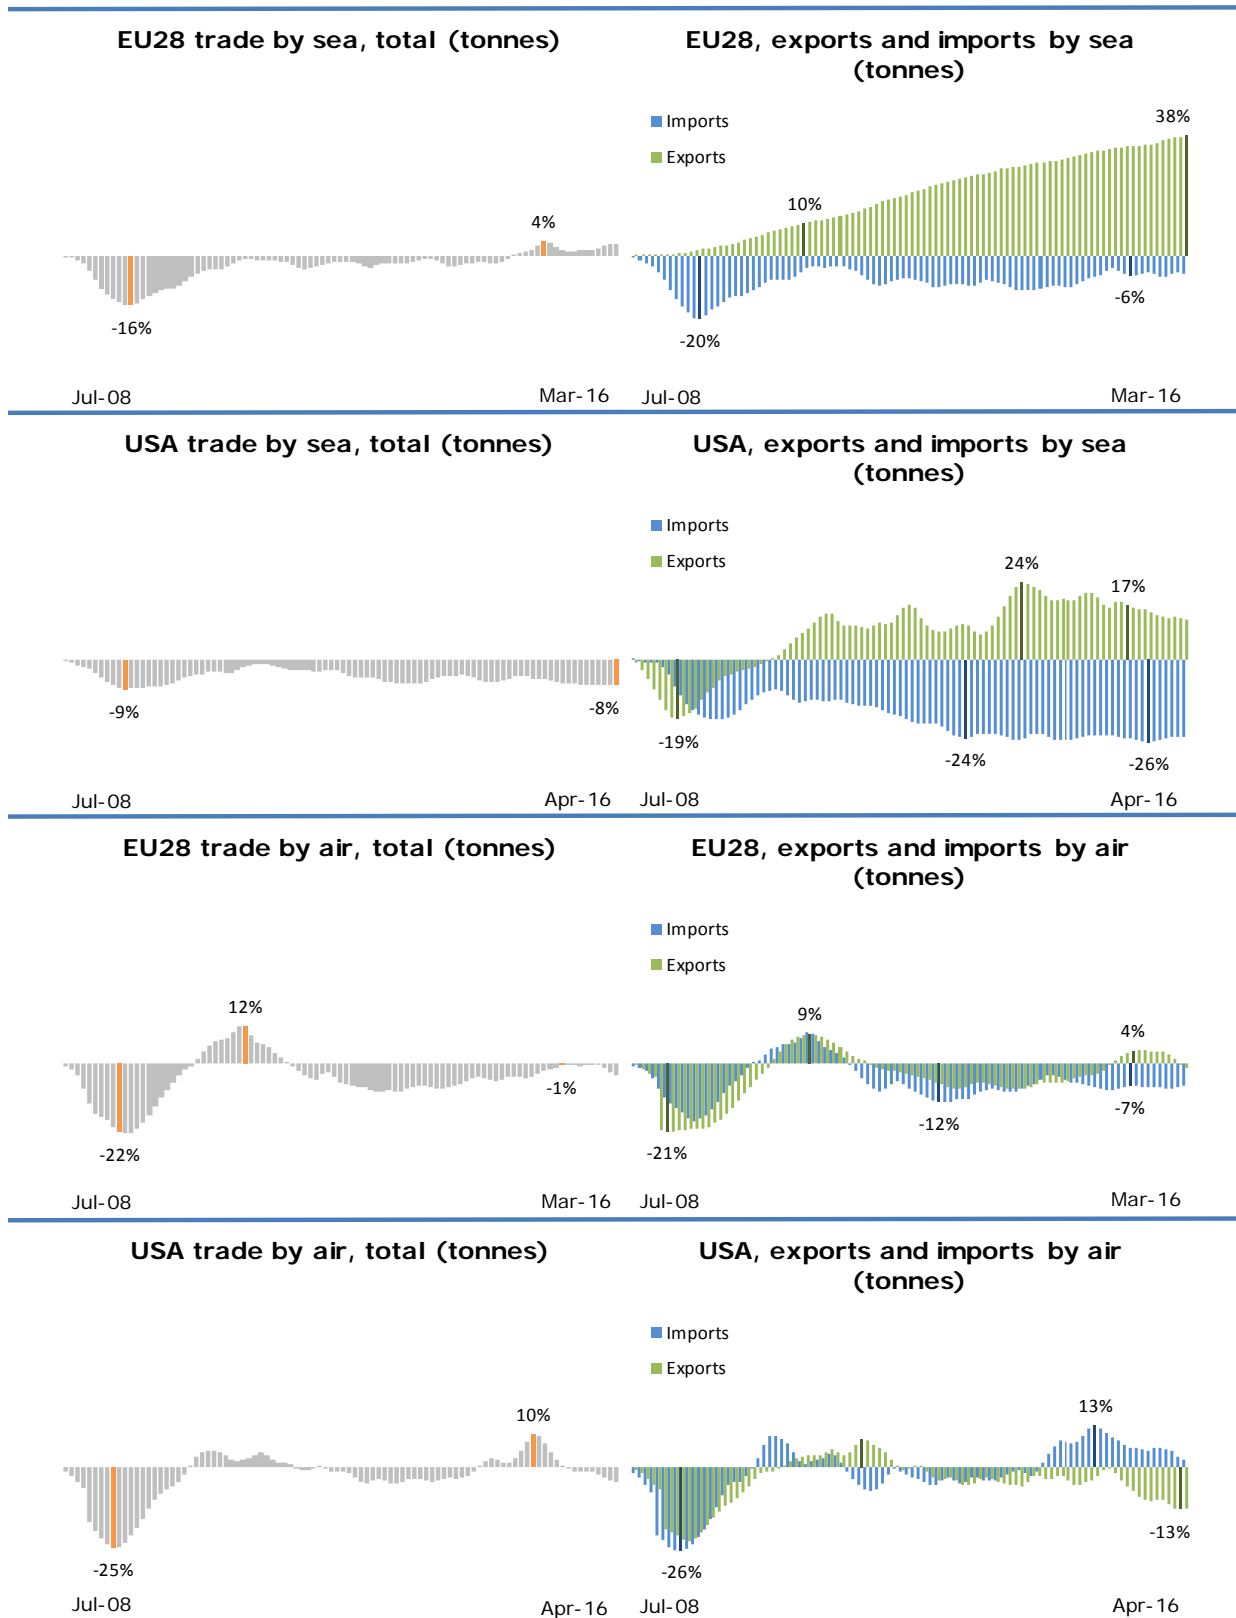 EU28 trade by sea, total (tonnes)
4%
-16%
Jul-08
Mar-16
EU28, exports and imports by sea
(tonnes)
Imports
Exports
38%
10%
-6%
-20%
Jul-08
Mar-16
USA trade by sea, total (tonnes)
-9%
-8%
Jul-08
Apr-16
USA, exports and imports by sea
(tonnes)
Imports
Exports
24%
17%
-19%
-24%
-26%
Jul-08
Apr-16
EU28 trade by air, total (tonnes)
12%
-1%
-22%
Jul-08
Mar-16
EU28, exports and imports by air
(tonnes)
Imports
Exports
9%
4%
-7%
-12%
-21%
Jul-08
Mar-16
USA trade by air, total (tonnes)
10%
-25%
Jul-08
Apr-16
USA, exports and imports by air
(tonnes)
Imports
Exports
13%
-13%
-26%
Jul-08
Apr-16